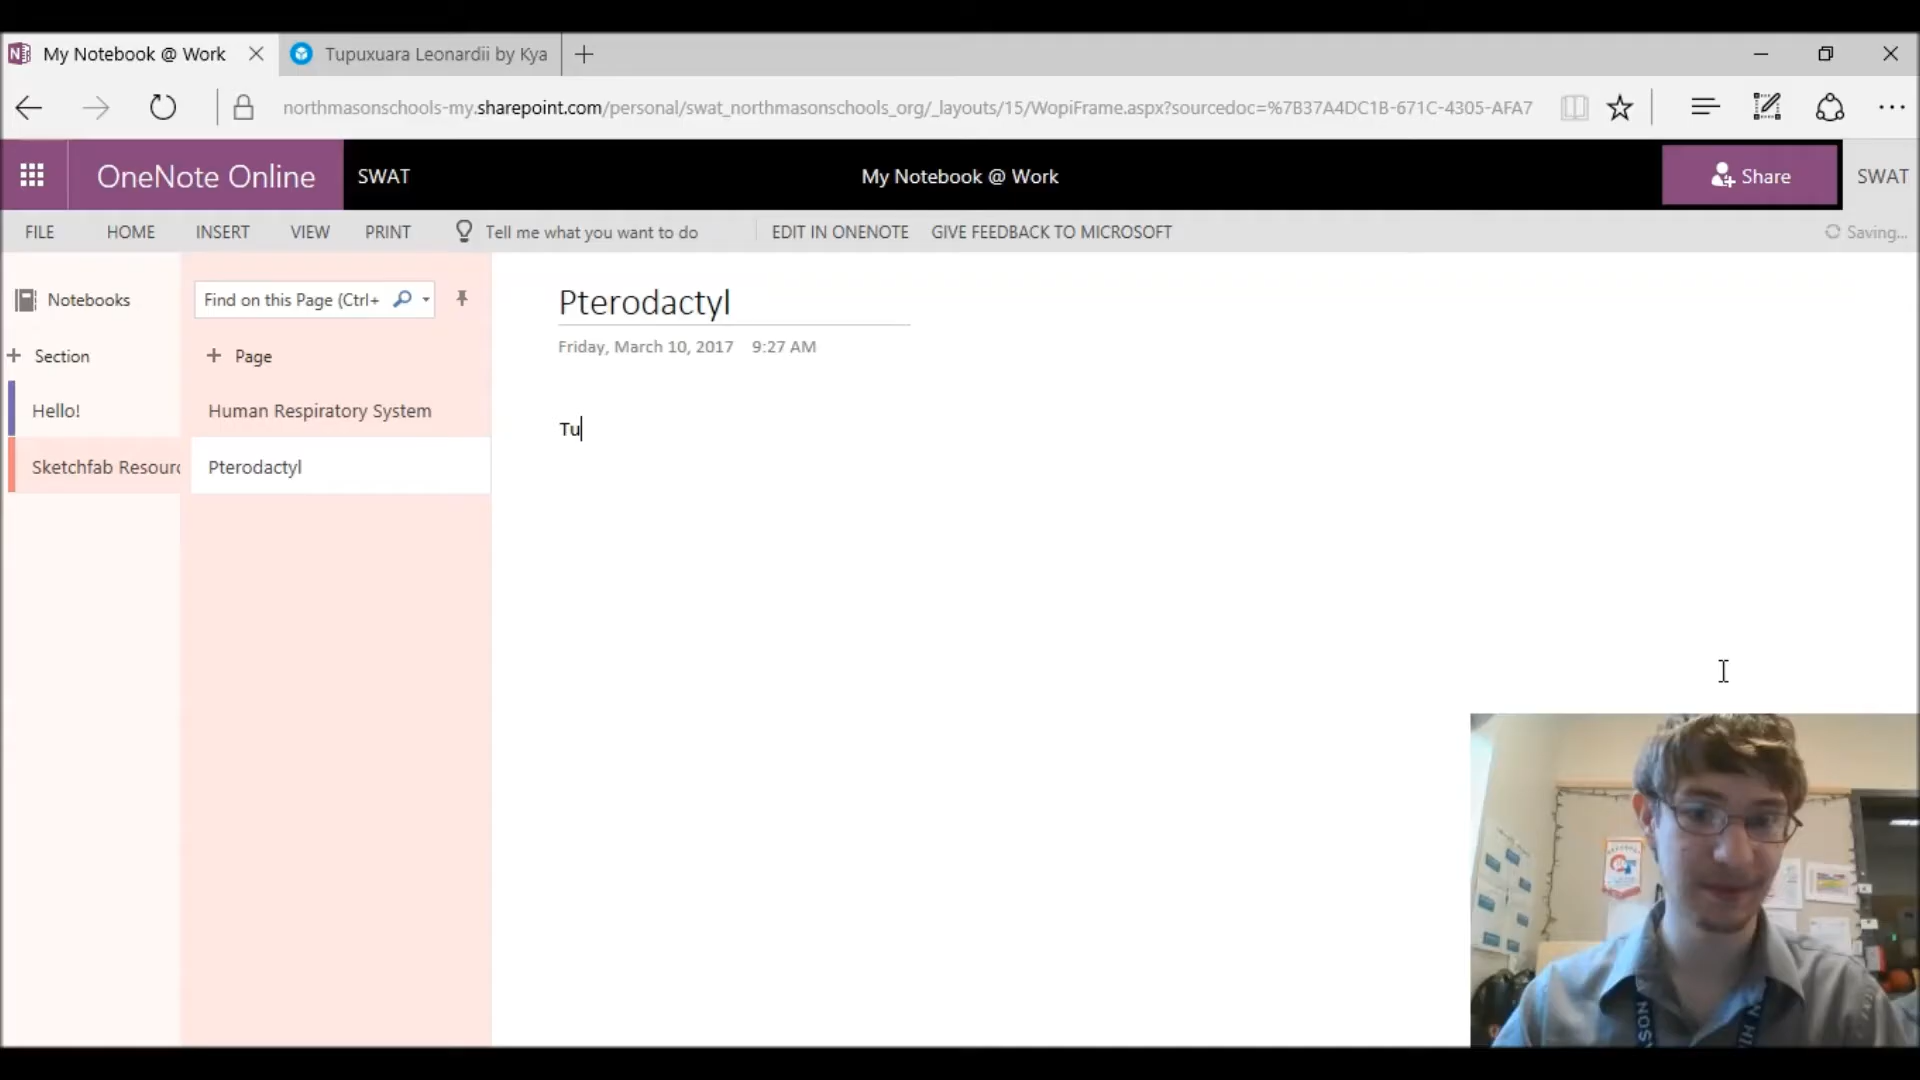 My Notebook @ Work
Tupuxuara Leonardii by Kya
northmasonschools-my.sharepoint.com/personal/swat_northmasonschools_org/_layouts/15/WopiFrame.aspx?sourcedoc=%7B37A4DC1B-671C-4305-AFA7
OneNote Online
SWAT
My Notebook @ Work
Share
SWAT
FILE
HOME
INSERT
VIEW
PRINT
Tell me what you want to do
EDIT IN ONENOTE
GIVE FEEDBACK TO MICROSOFT
Saving...
Notebooks
Find on this Page (Ctrl+
Section
Page
Hello!
Human Respiratory System
Sketchfab Resourc
Pterodactyl
Pterodactyl
Friday, March 10, 2017 9:27 AM
Tu